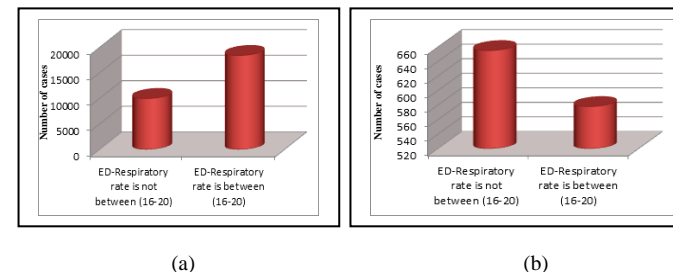 Number of cases
20000
15000
10000
5000
0
ED-Respiratory
rate is not
between (16-20)
ED-Respiratory
rate is between
(16-20)
(a)
Number of cases
660
640
620
600
580
560
540
520
ED-Respiratory
rate is not
between (16-20)
ED-Respiratory
rate is between
(16-20)
(b)